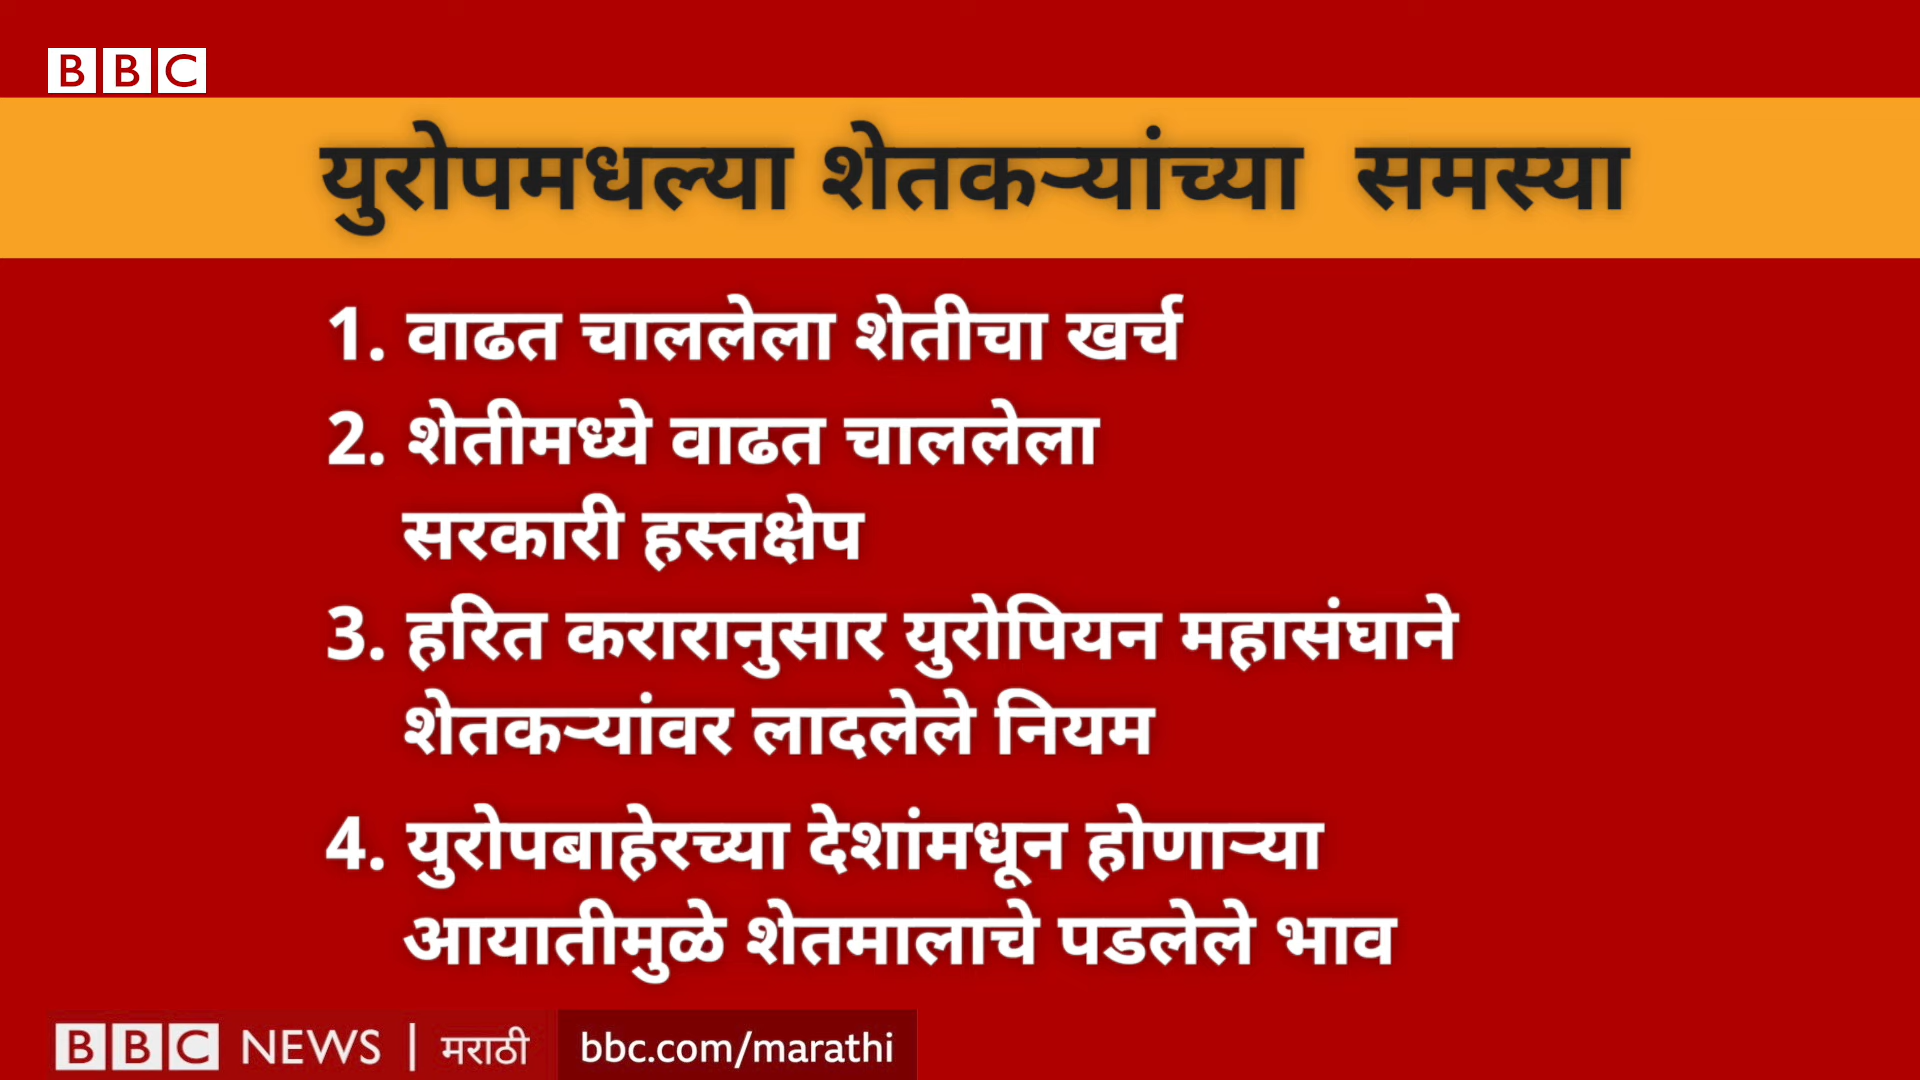 BBC
युरोपमधल्या शेतकऱ्यांच्या समस्या
1. वाढत चाललेला शेतीचा खर्च
2. शेतीमध्ये वाढत चाललेला
सरकारी हस्तक्षेप
3. हरित करारानुसार युरोपियन महासंघाने
शेतकऱ्यांवर लादलेले नियम
4. युरोपबाहेरच्या देशांमधून होणाऱ्या
आयातीमुळे शेतमालाचे पडलेले भाव
BBC NEWS | मराठी bbc.com/marathi